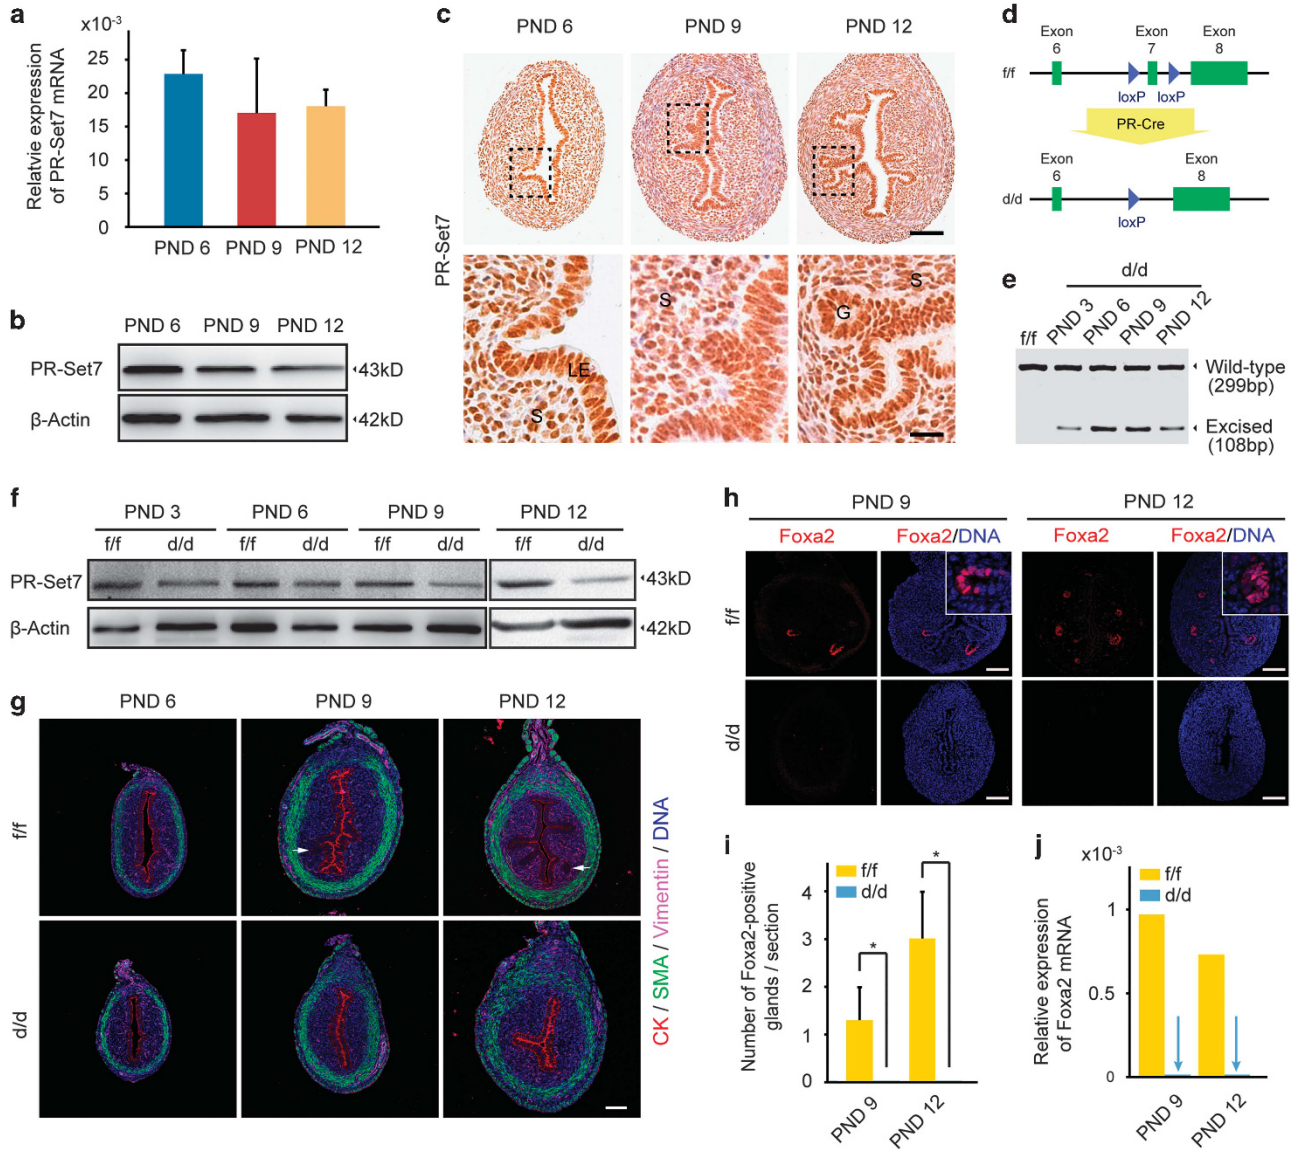 a
x10⁻³
Relatvie expression
of PR-Set7 mRNA
25
20
15
10
5
0
PND 6
PND 9
PND 12
b
PND 6 PND 9 PND 12
PR-Set7
43kD
β-Actin
42kD
c
PND 6
PND 9
PND 12
PR-Set7
LE
S
S
S
G
d
Exon
6
Exon
7
Exon
8
f/f
loxP
loxP
PR-Cre
Exon
6
Exon
8
d/d
loxP
e
d/d
f/f
PND 3
PND 6
PND 9
PND 12
Wild-type
(299bp)
Excised
(108bp)
f
PND 3
PND 6
PND 9
PND 12
f/f d/d f/f d/d f/f d/d f/f d/d
PR-Set7
43kD
β-Actin
42kD
g
PND 6
PND 9
PND 12
f/f
d/d
CK / SMA / Vimentin / DNA
h
PND 9
PND 12
Foxa2
Foxa2/DNA
Foxa2
Foxa2/DNA
f/f
d/d
i
Number of Foxa2-positive
glands / section
f/f
d/d
4
3
2
1
0
*
*
PND 9
PND 12
j
x10⁻³
Relative expression
of Foxa2 mRNA
f/f
d/d
1
0.5
0
PND 9
PND 12